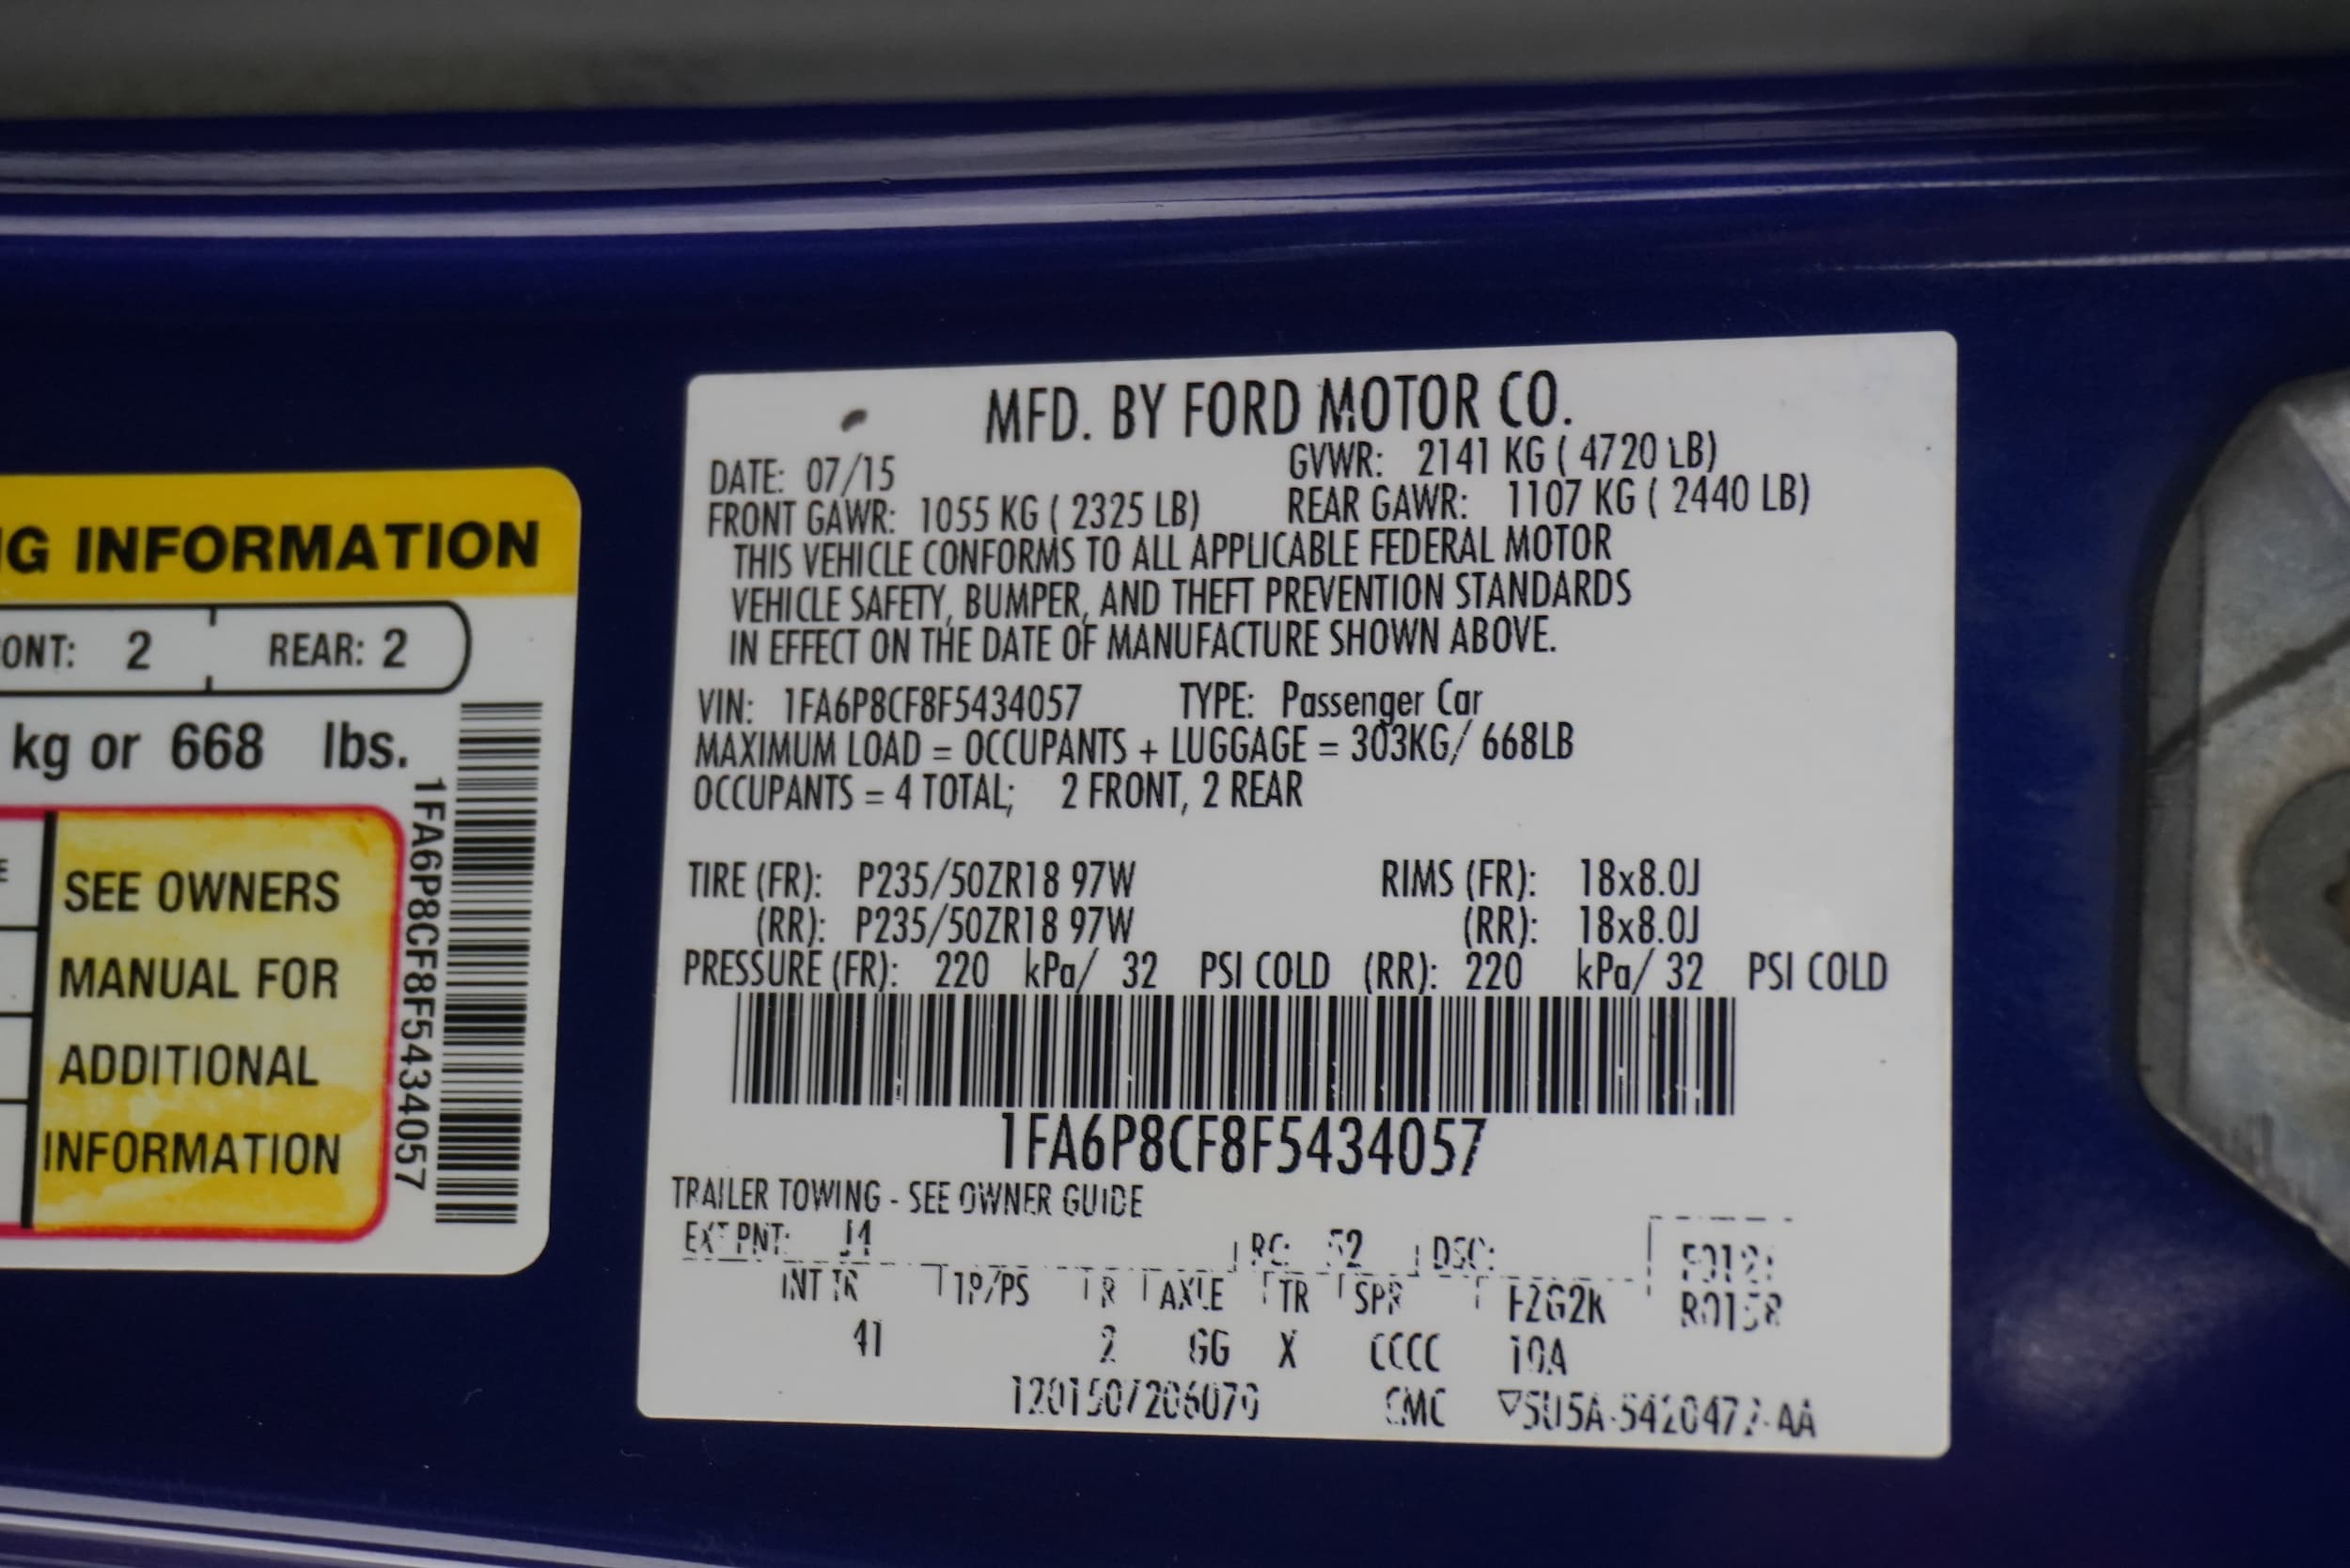 G INFORMATION
ONT: 2 REAR: 2
kg or 668 lbs.
SEE OWNERS
MANUAL FOR
ADDITIONAL
INFORMATION
1FA6P8CF8F5434057
MFD. BY FORD MOTOR CO.
DATE: 07/15 GVWR: 2141 KG ( 4720 LB)
FRONT GAWR: 1055 KG ( 2325 LB) REAR GAWR: 1107 KG ( 2440 LB)
THIS VEHICLE CONFORMS TO ALL APPLICABLE FEDERAL MOTOR
VEHICLE SAFETY, BUMPER, AND THEFT PREVENTION STANDARDS
IN EFFECT ON THE DATE OF MANUFACTURE SHOWN ABOVE.
VIN: 1FA6P8CF8F5434057 TYPE: Passenger Car
MAXIMUM LOAD = OCCUPANTS + LUGGAGE = 303KG/ 668LB
OCCUPANTS = 4 TOTAL; 2 FRONT, 2 REAR
TIRE (FR): P235/50ZR18 97W RIMS (FR): 18x8.0J
(RR): P235/50ZR18 97W (RR): 18x8.0J
PRESSURE (FR): 220 kPa/ 32 PSI COLD (RR): 220 kPa/ 32 PSI COLD
1FA6P8CF8F5434057
TRAILER TOWING - SEE OWNER GUIDE
EXT PNT: RC: 52 DSO:
INT TR TP/PS R AXLE TR SPR
2 GG X CCCC 10A